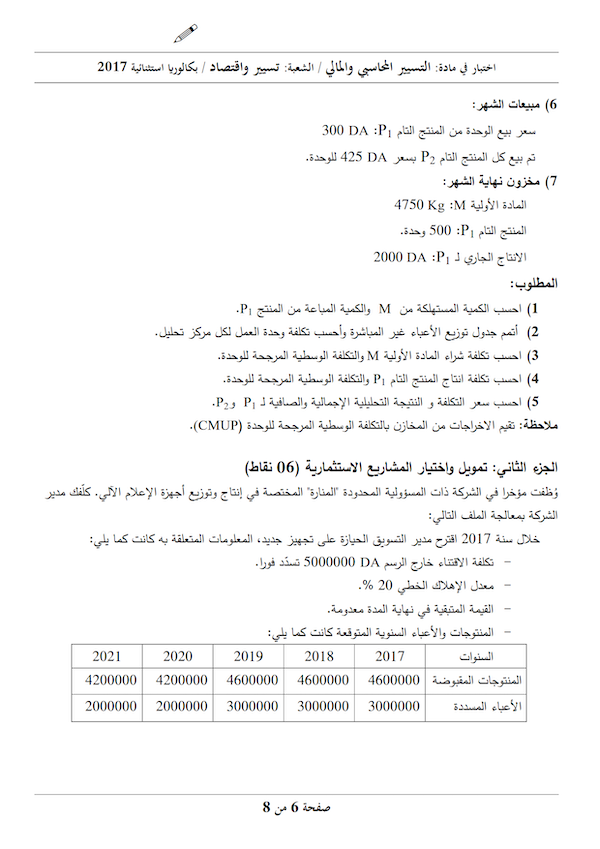 اختبار في مادة: التسيير المحاسبي والمالي / الشعبة: تسيير واقتصاد / بكالوريا استثنائية 2017
6) مبيعات الشهر:
سعر بيع الوحدة من المنتج التام P1: 300 DA
تم بيع كل المنتج التام P2 بسعر 425 DA للوحدة.
7) مخزون نهاية الشهر:
المادة الأولية M: 4750 Kg
المنتج التام P1: 500 وحدة.
الانتاج الجاري لـ P1: 2000 DA
المطلوب:
1) احسب الكمية المستهلكة من M والكمية المباعة من المنتج P1.
2) أتمم جدول توزيع الأعباء غير المباشرة وأحسب تكلفة وحدة العمل لكل مركز تحليل.
3) احسب تكلفة شراء المادة الأولية M والتكلفة الوسطية المرجحة للوحدة.
4) احسب تكلفة انتاج المنتج التام P1 والتكلفة الوسطية المرجحة للوحدة.
5) احسب سعر التكلفة و النتيجة التحليلية الإجمالية والصافية لـ P1 وP2.
ملاحظة: تقيم الاخراجات من المخازن بالتكلفة الوسطية المرجحة للوحدة (CMUP).
الجزء الثاني: تمويل واختيار المشاريع الاستثمارية (06 نقاط)
وُظفت مؤخرا في الشركة ذات المسؤولية المحدودة "المنارة" المختصة في إنتاج وتوزيع أجهزة الإعلام الآلي. كلّفك مدير
الشركة بمعالجة الملف التالي:
خلال سنة 2017 اقترح مدير التسويق الحيازة على تجهيز جديد، المعلومات المتعلقة به كانت كما يلي:
– تكلفة الاقتناء خارج الرسم 5000000 DA تسدّد فورا.
– معدل الإهلاك الخطي 20 %.
– القيمة المتبقية في نهاية المدة معدومة.
– المنتوجات والأعباء السنوية المتوقعة كانت كما يلي:
السنوات 2017 2018 2019 2020 2021
المنتوجات المقبوضة 4600000 4600000 4600000 4200000 4200000
الأعباء المسددة 3000000 3000000 3000000 2000000 2000000
صفحة 6 من 8